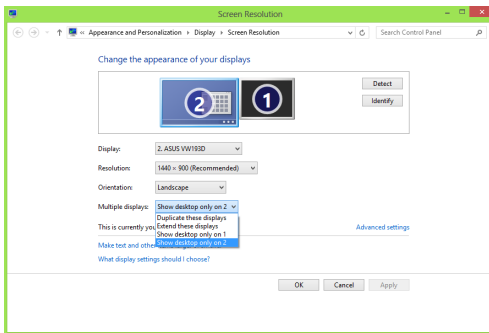 Screen Resolution
« Appearance and Personalization ▸ Display ▸ Screen Resolution
Search Control Panel
Change the appearance of your displays
2
1
Detect
Identify
Display: 2. ASUS VW193D
Resolution: 1440 × 900 (Recommended)
Orientation: Landscape
Multiple displays: Show desktop only on 2
Duplicate these displays
Extend these displays
Show desktop only on 1
Show desktop only on 2
This is currently you
Advanced settings
Make text and othe
What display settings should I choose?
OK Cancel Apply